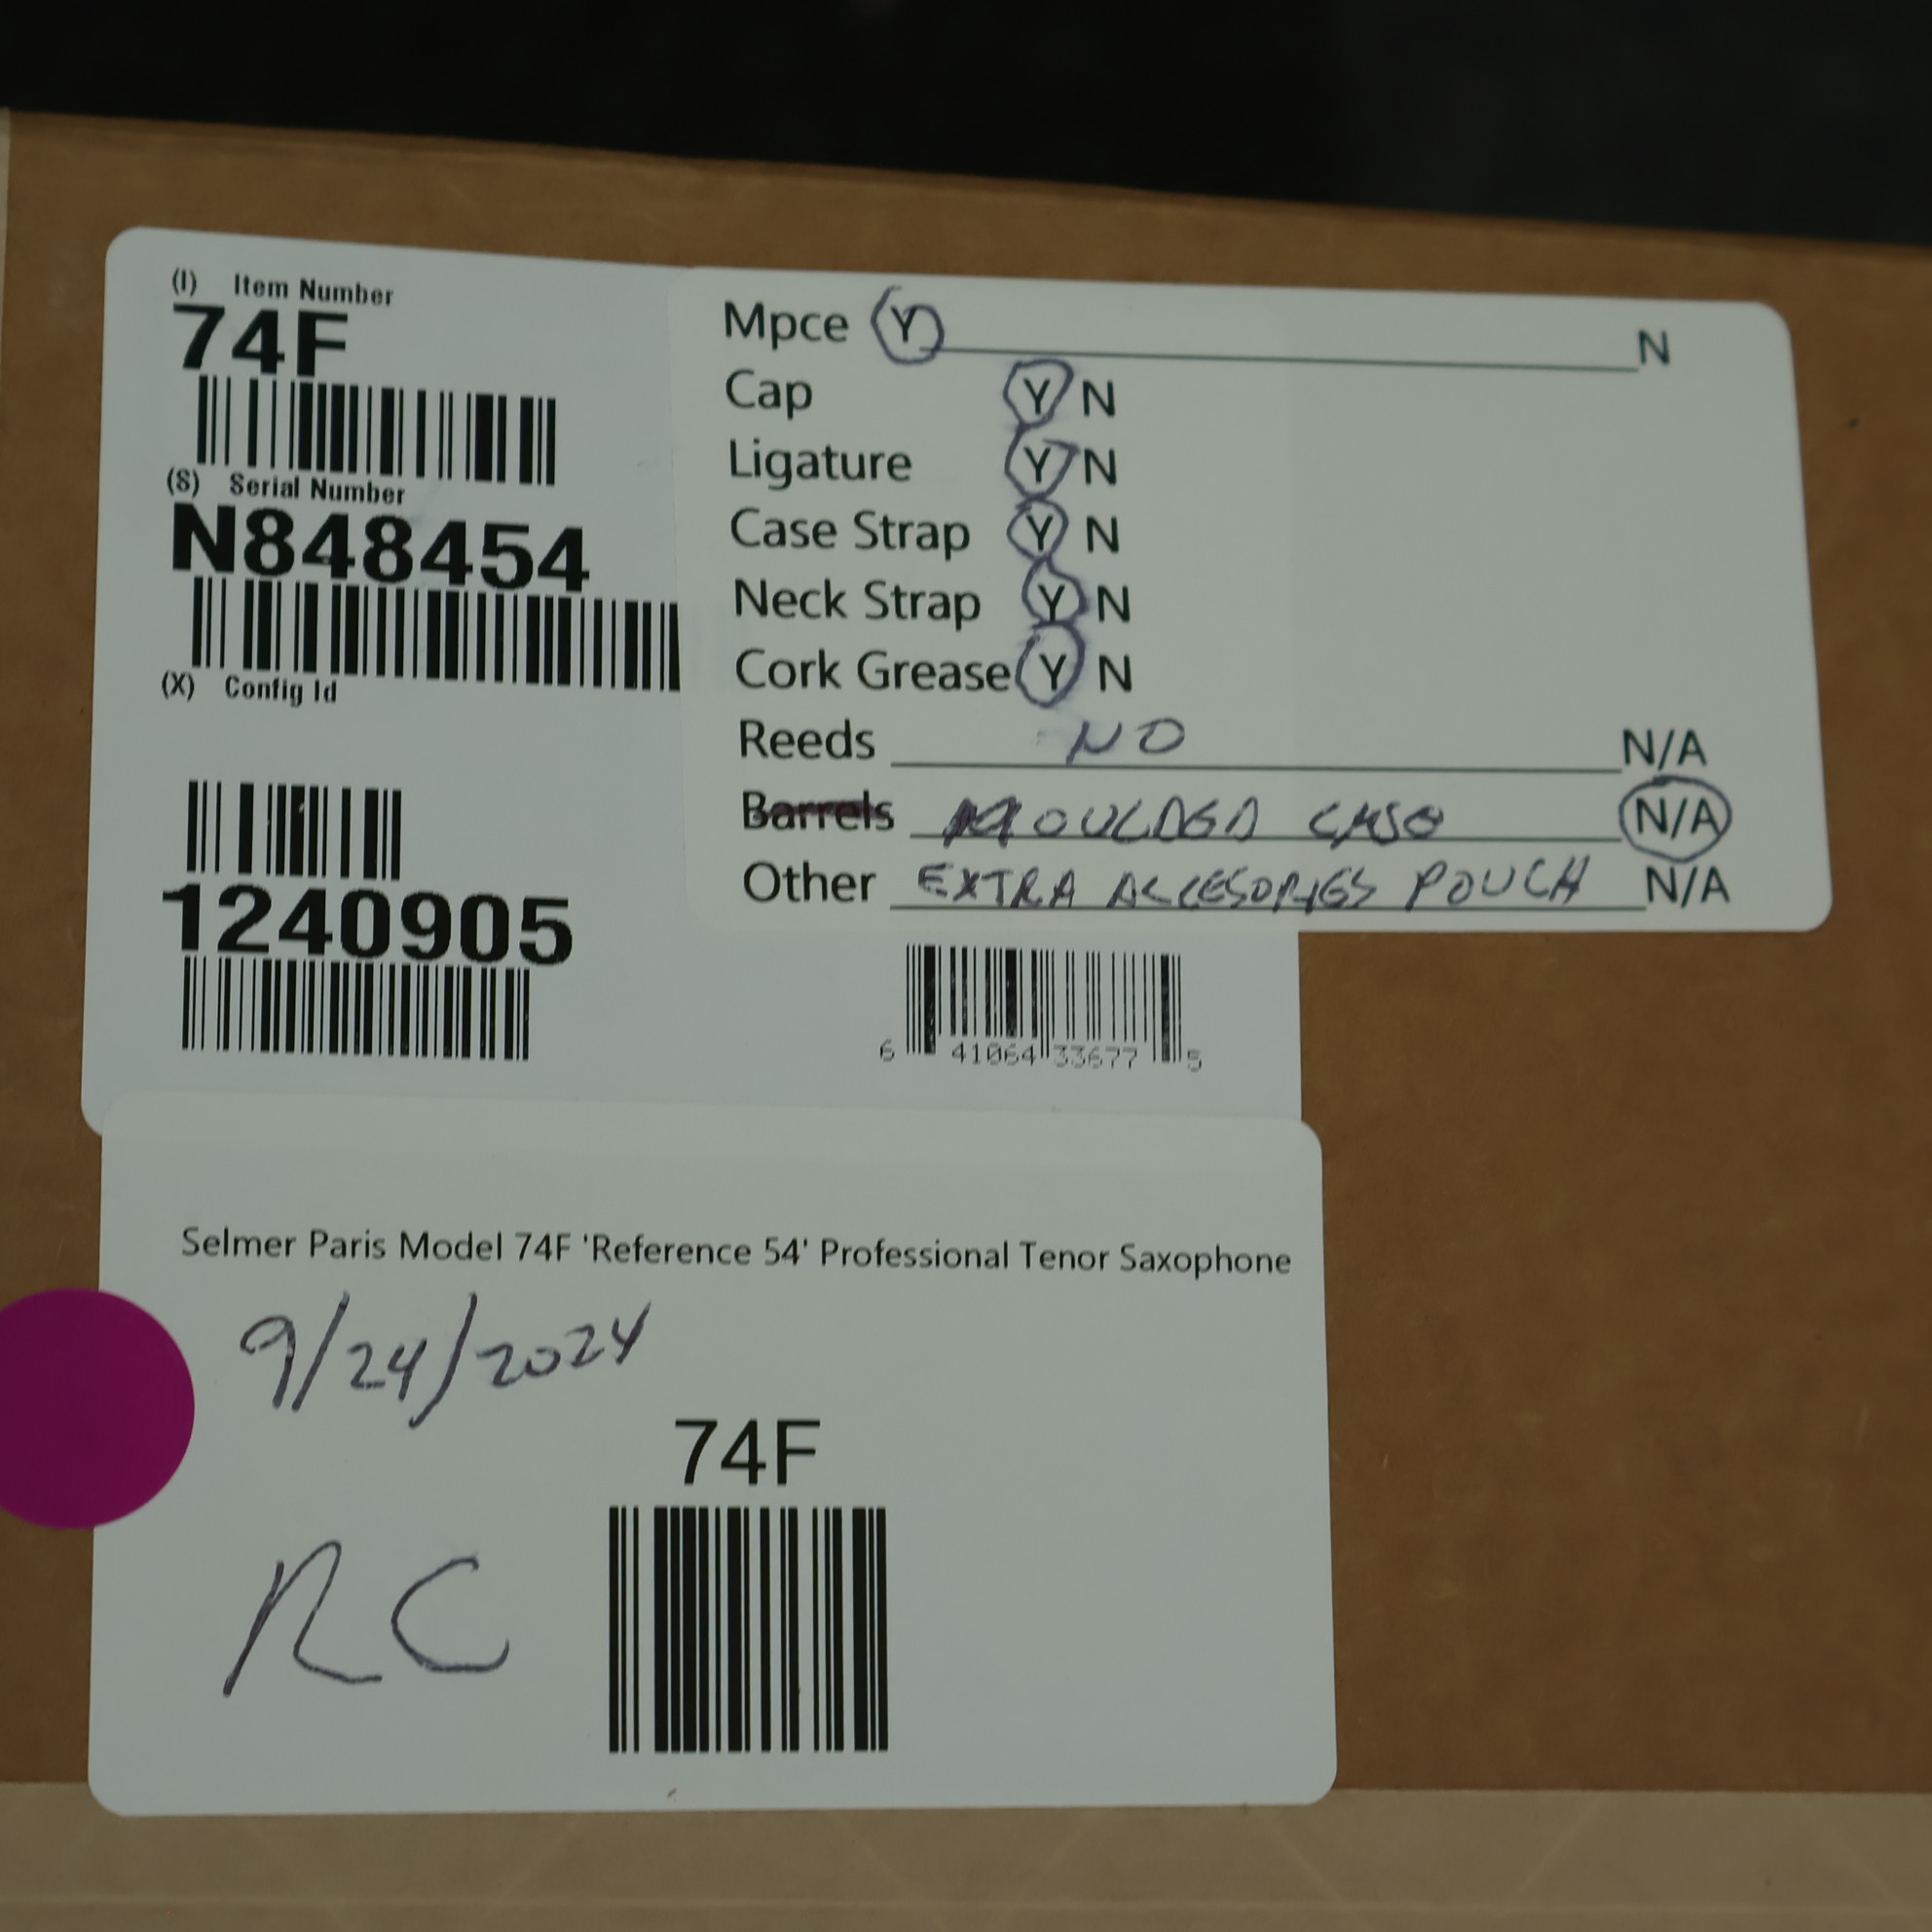 (I) Item Number
74F
(S) Serial Number
N848454
(X) Config Id
1240905
Mpce Y N
Cap Y N
Ligature Y N
Case Strap Y N
Neck Strap Y N
Cork Grease Y N
Reeds NO N/A
Barrels MOULDED CASE N/A
Other EXTRA ACCESORIES POUCH N/A
6 41064 33677 5
Selmer Paris Model 74F 'Reference 54' Professional Tenor Saxophone
9/24/2024
74F
RC